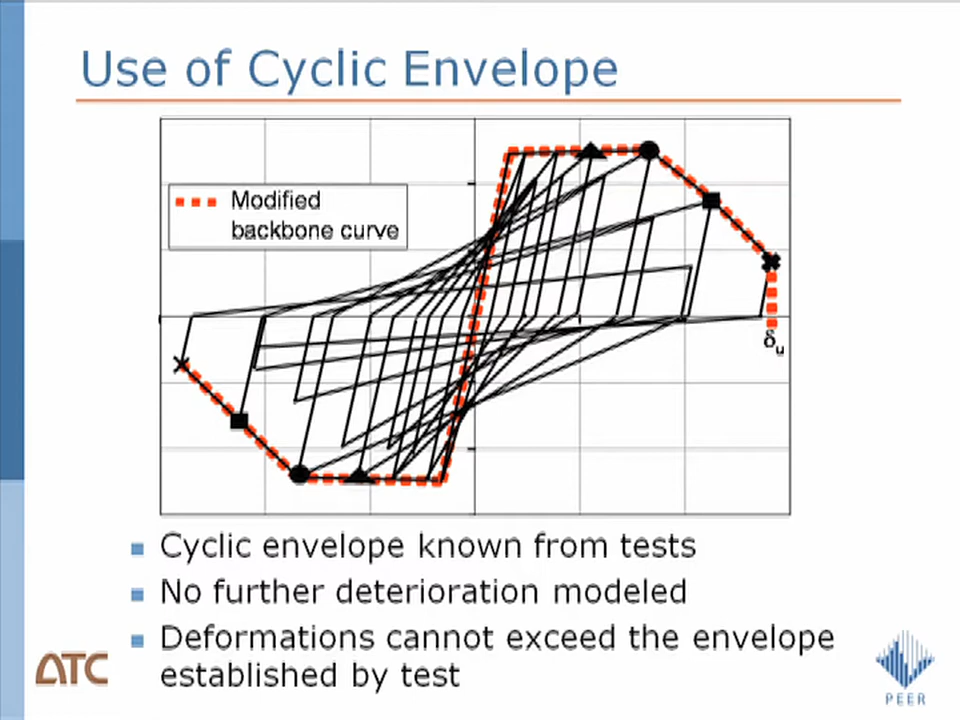 Use of Cyclic Envelope
Modified
backbone curve
δu
Cyclic envelope known from tests
No further deterioration modeled
Deformations cannot exceed the envelope
established by test
ATC
PEER